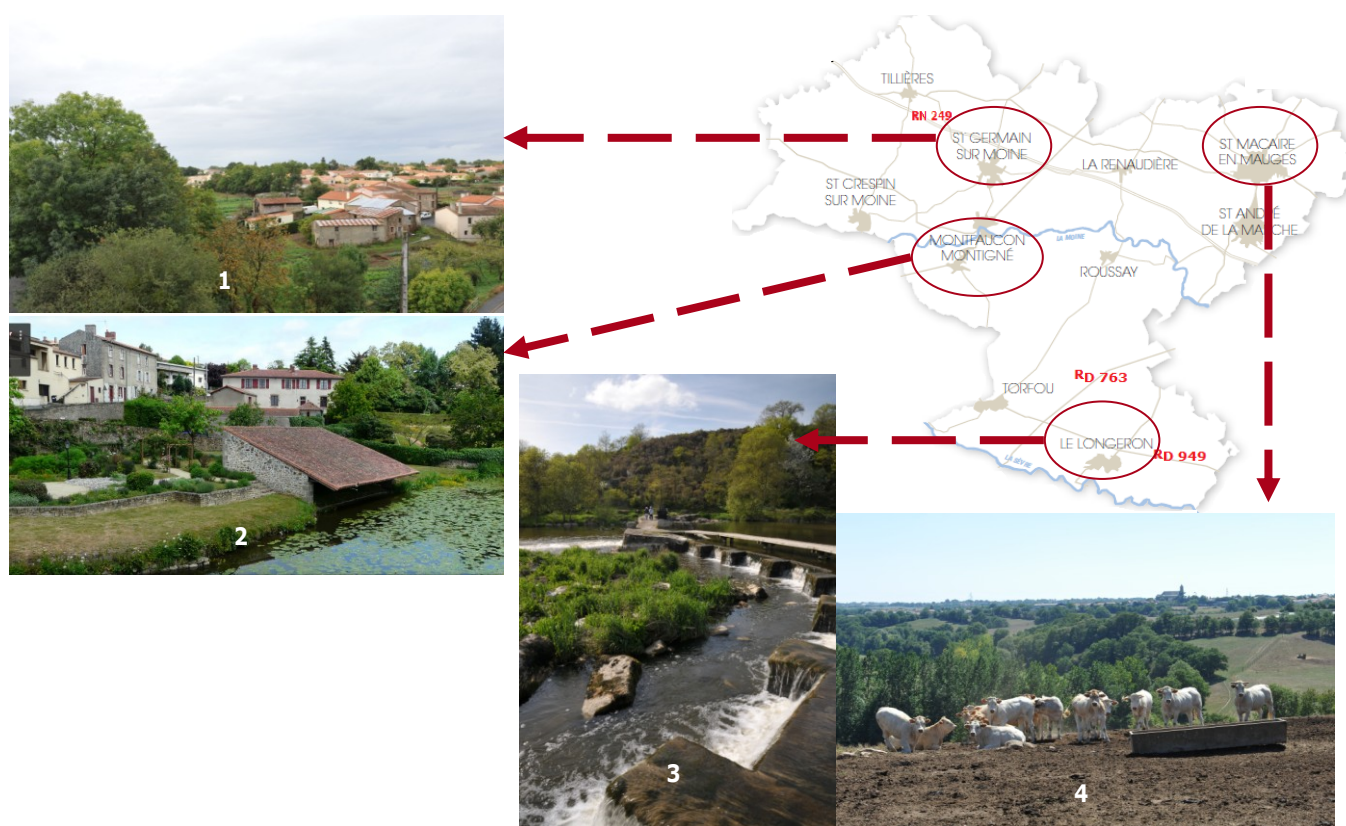 TILLIÈRES
RN 249
ST GERMAIN
SUR MOINE
ST MACAIRE
EN MAUGES
LA RENAUDIÈRE
ST CRESPIN
SUR MOINE
ST ANDRÉ
DE LA MARCHE
LA MOINE
MONTFAUCON
MONTIGNÉ
ROUSSAY
1
2
RD 763
TORFOU
LE LONGERON
RD 949
LA SÈVRE
3
4